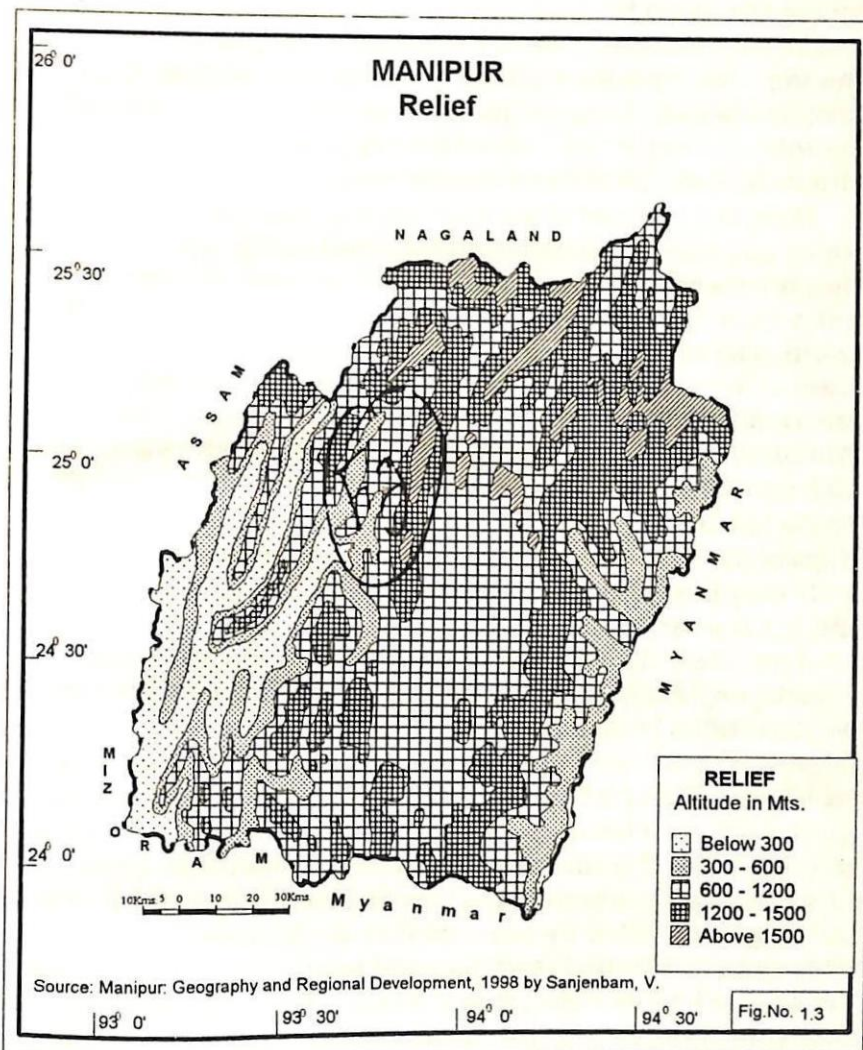 26° 0'
MANIPUR
Relief
NAGALAND
25° 30'
ASSAM
25° 0'
MYANMAR
24° 30'
MIZORAM
24° 0'
Myanmar
10Kms 5 0 10 20 30Kms
RELIEF
Altitude in Mts.
Below 300
300 - 600
600 - 1200
1200 - 1500
Above 1500
Source: Manipur: Geography and Regional Development, 1998 by Sanjenbam, V.
Fig.No. 1.3
93° 0' 93° 30' 94° 0' 94° 30'